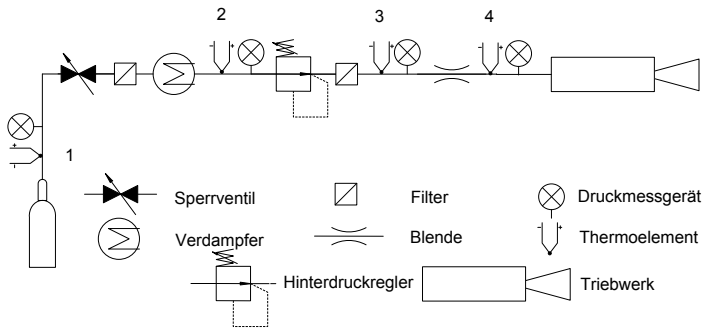 2
3
4
1
Sperrventil
Filter
Druckmessgerät
Verdampfer
Blende
Thermoelement
Hinterdruckregler
Triebwerk